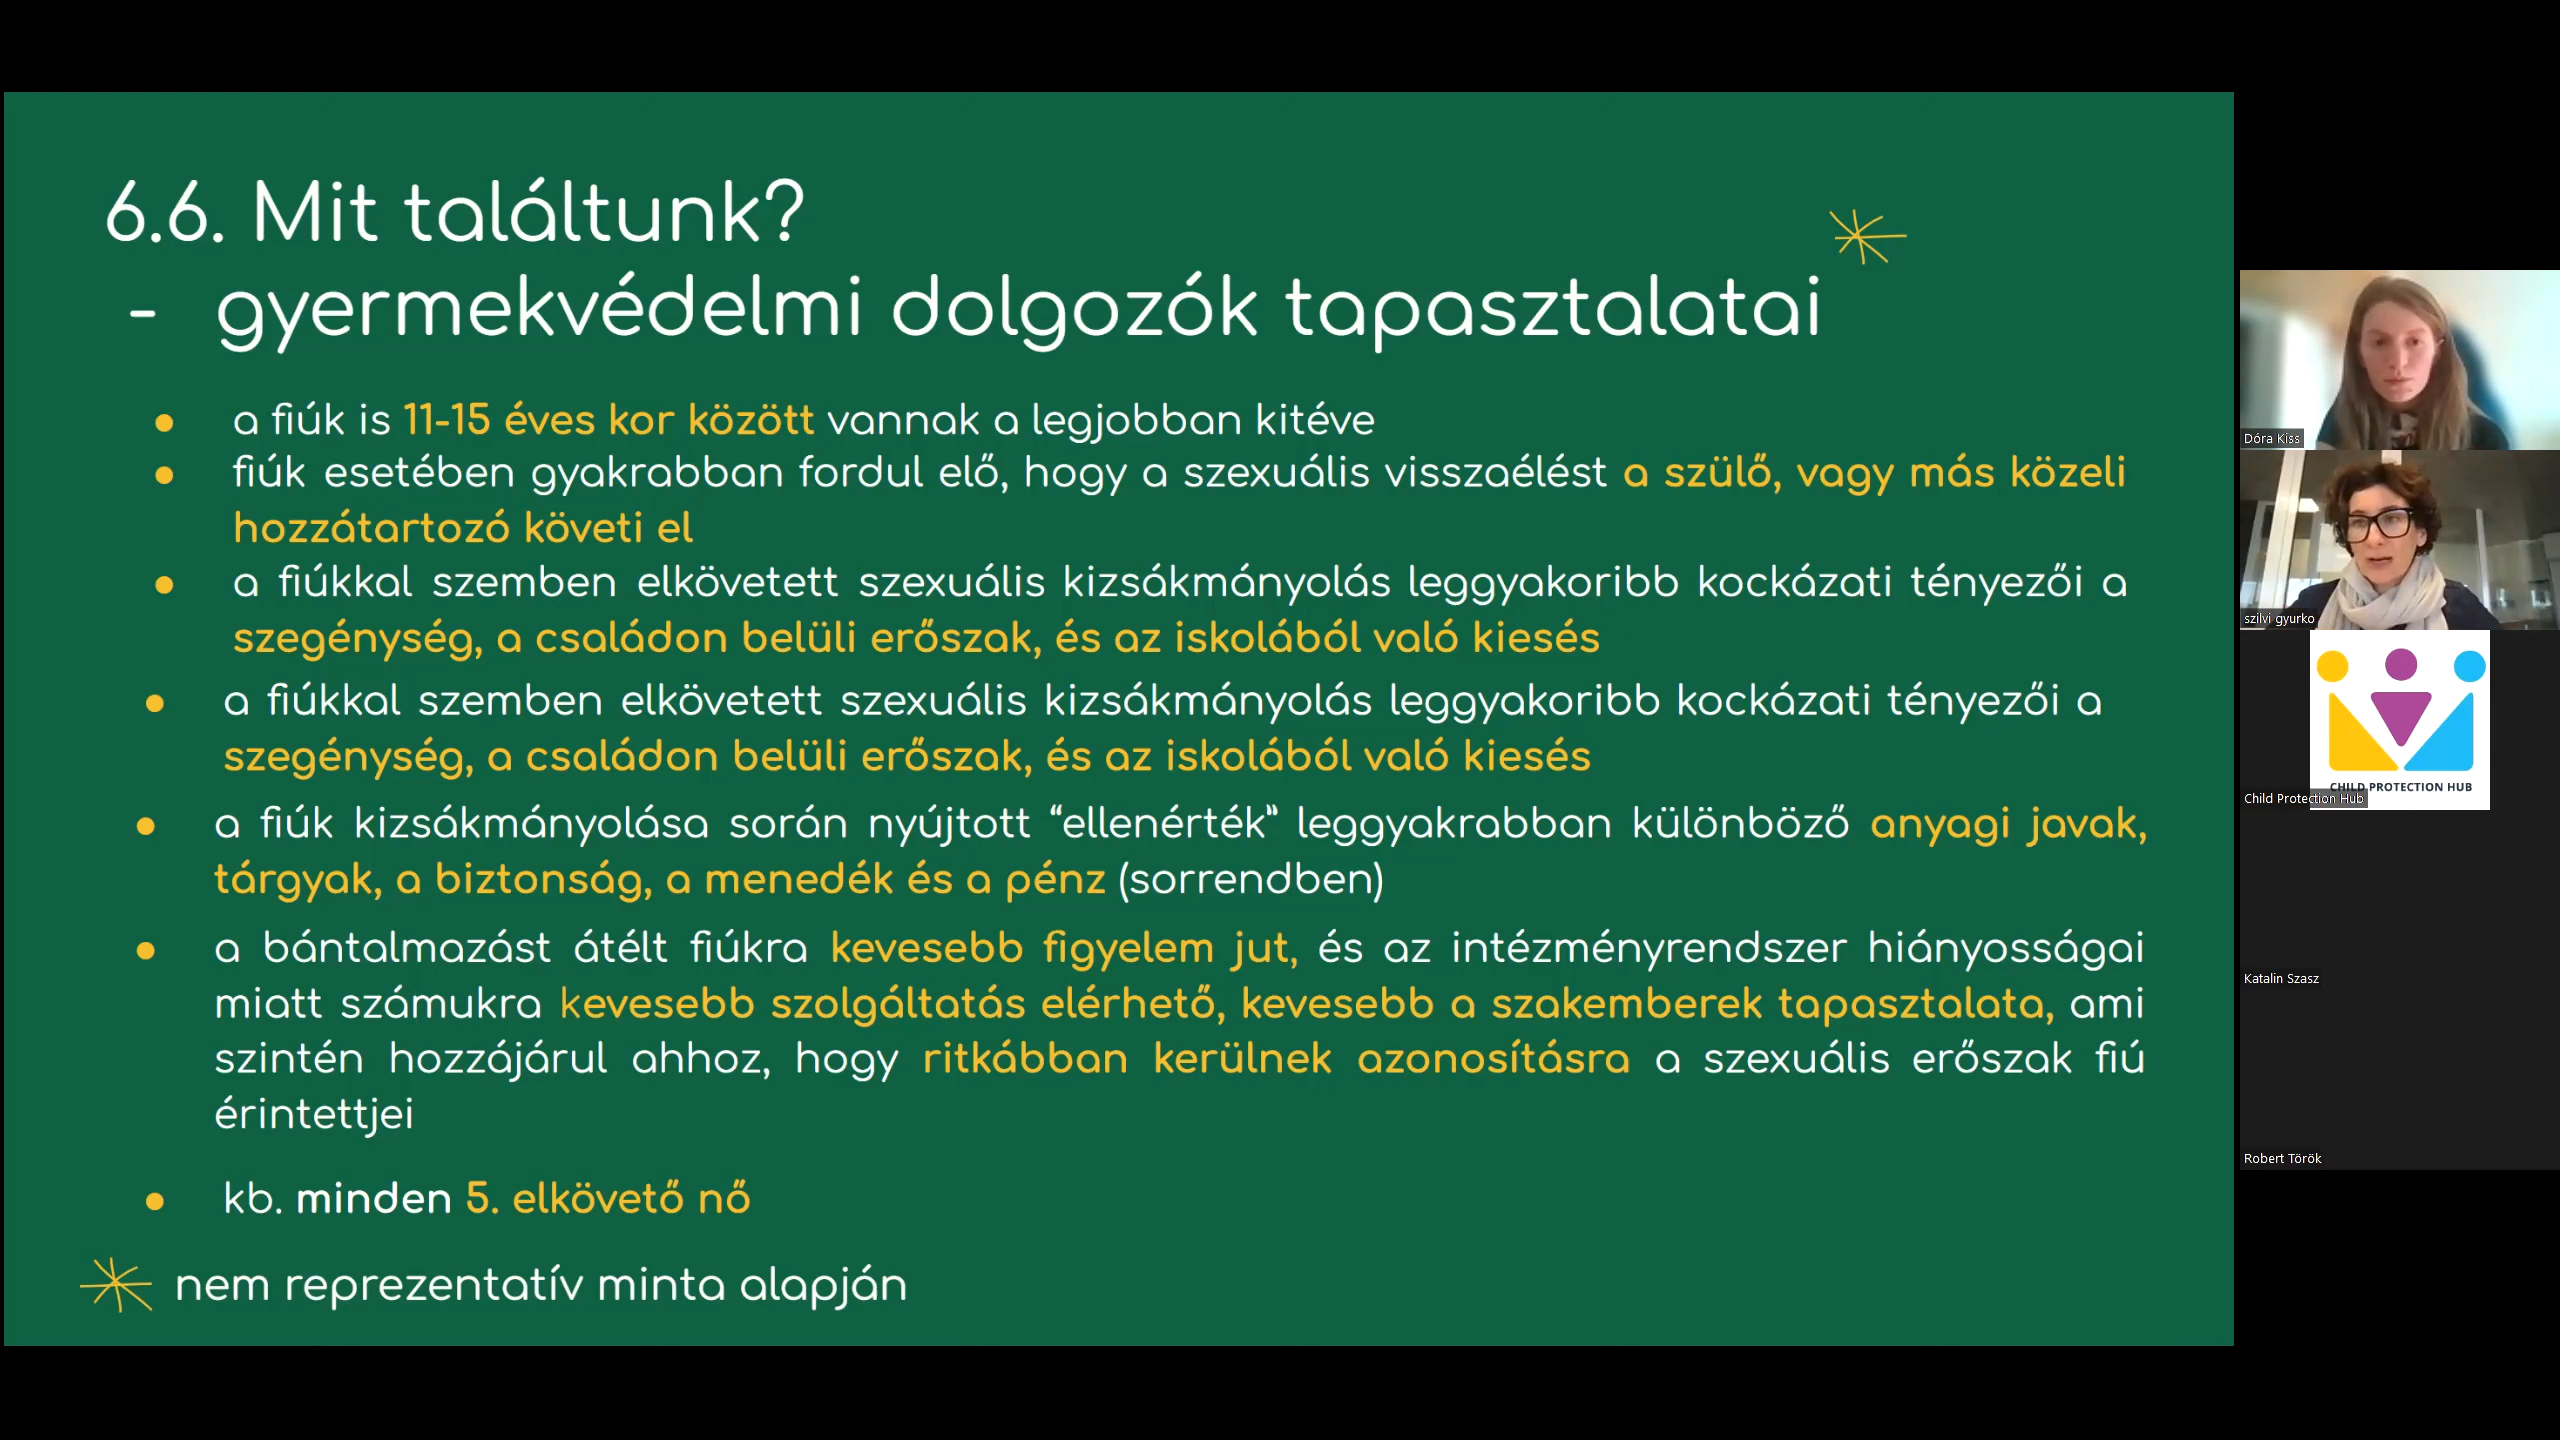 6.6. Mit találtunk?
- gyermekvédelmi dolgozók tapasztalatai
● a fiúk is 11-15 éves kor között vannak a legjobban kitéve
● fiúk esetében gyakrabban fordul elő, hogy a szexuális visszaélést a szülő, vagy más közeli
hozzátartozó követi el
● a fiúkkal szemben elkövetett szexuális kizsákmányolás leggyakoribb kockázati tényezői a
szegénység, a családon belüli erőszak, és az iskolából való kiesés
● a fiúkkal szemben elkövetett szexuális kizsákmányolás leggyakoribb kockázati tényezői a
szegénység, a családon belüli erőszak, és az iskolából való kiesés
● a fiúk kizsákmányolása során nyújtott “ellenérték” leggyakrabban különböző anyagi javak,
tárgyak, a biztonság, a menedék és a pénz (sorrendben)
● a bántalmazást átélt fiúkra kevesebb figyelem jut, és az intézményrendszer hiányosságai
miatt számukra kevesebb szolgáltatás elérhető, kevesebb a szakemberek tapasztalata, ami
szintén hozzájárul ahhoz, hogy ritkábban kerülnek azonosításra a szexuális erőszak fiú
érintettjei
● kb. minden 5. elkövető nő
nem reprezentatív minta alapján
Dóra Kiss
szilvi gyurko
CHILD PROTECTION HUB
Child Protection Hub
Katalin Szasz
Robert Török